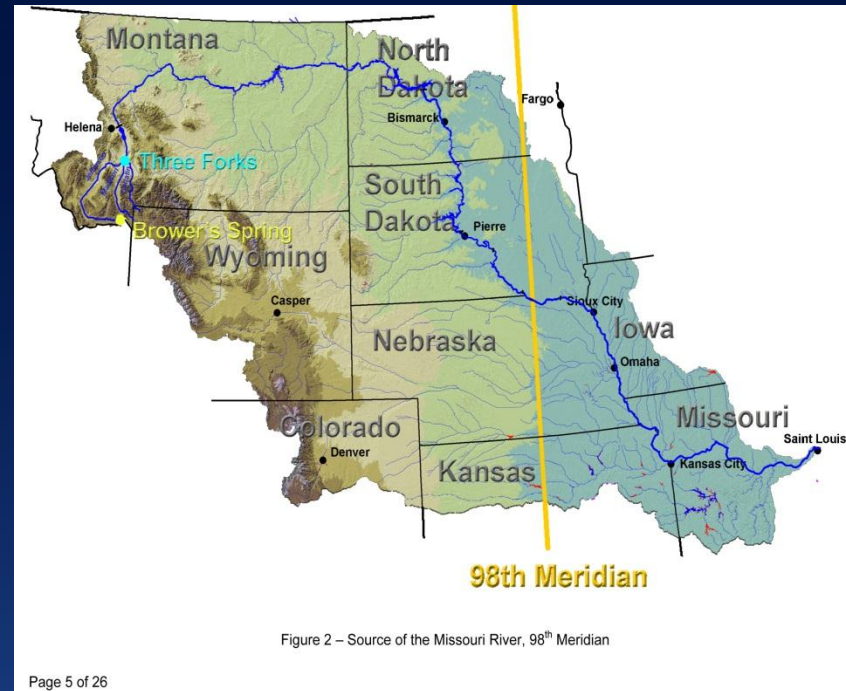 Montana
North
Dakota
Fargo
Helena
Bismarck
Three Forks
South
Dakota
Brower's Spring
Pierre
Wyoming
Casper
Sioux City
Iowa
Nebraska
Omaha
Missouri
Colorado
Saint Louis
Denver
Kansas
Kansas City
98th Meridian
Figure 2 – Source of the Missouri River, 98th Meridian
Page 5 of 26